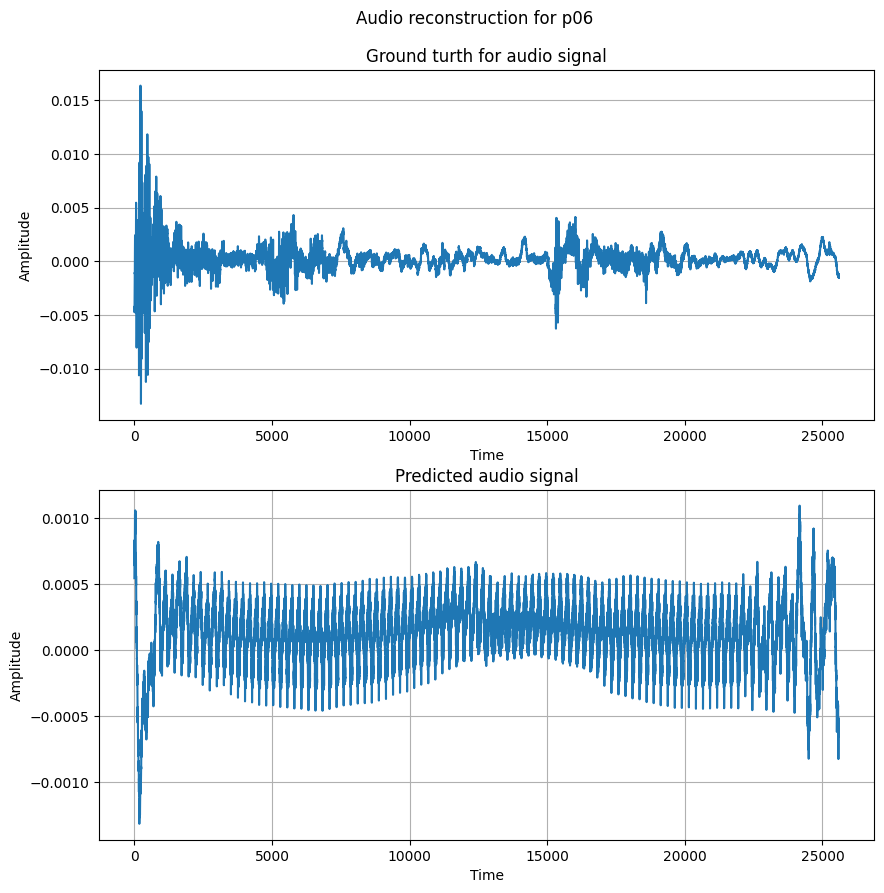 Audio reconstruction for p06
Ground turth for audio signal
0.015
0.010
0.005
0.000
−0.005
−0.010
Amplitude
0 5000 10000 15000 20000 25000
Time
Predicted audio signal
0.0010
0.0005
0.0000
−0.0005
−0.0010
Amplitude
0 5000 10000 15000 20000 25000
Time